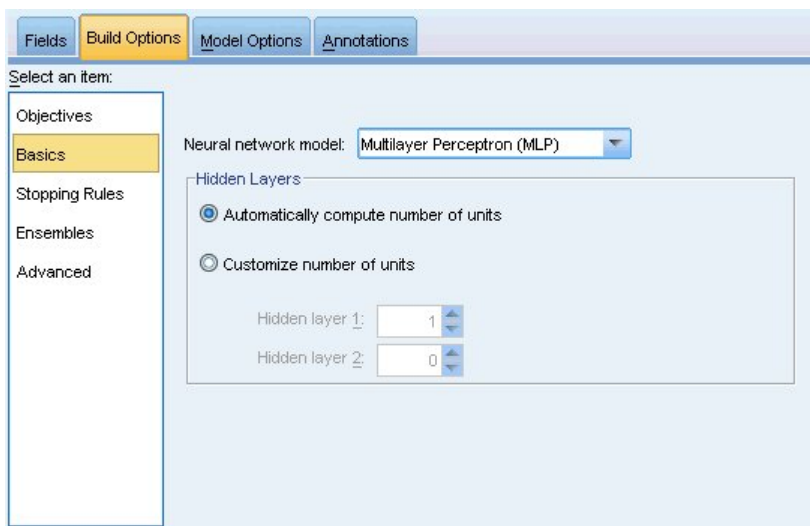 Fields Build Options Model Options Annotations
Select an item:
Objectives
Basics
Stopping Rules
Ensembles
Advanced
Neural network model: Multilayer Perceptron (MLP)
Hidden Layers
Automatically compute number of units
Customize number of units
Hidden layer 1: 1
Hidden layer 2: 0